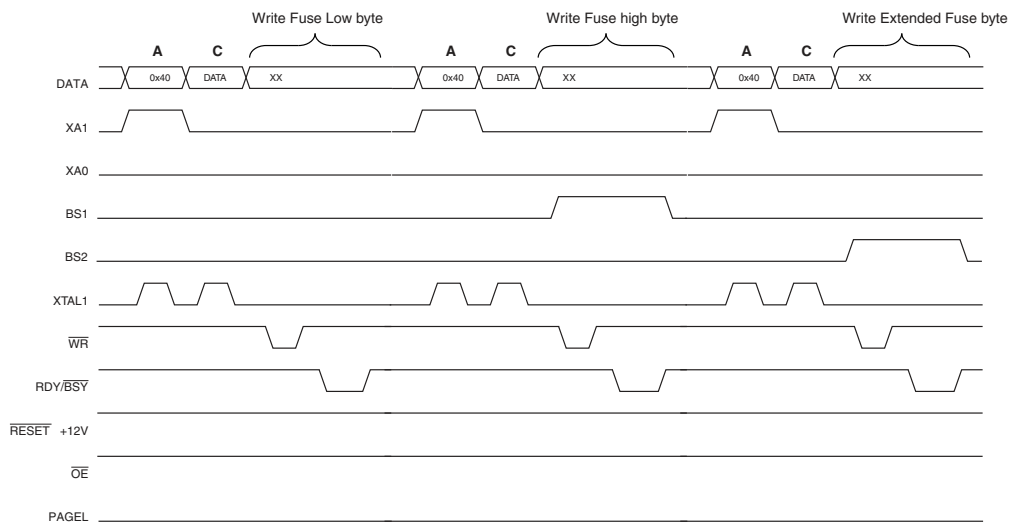 Write Fuse Low byte Write Fuse high byte Write Extended Fuse byte
A C A C A C
DATA 0x40 DATA XX 0x40 DATA XX 0x40 DATA XX
XA1
XA0
BS1
BS2
XTAL1
WR
RDY/BSY
RESET +12V
OE
PAGEL